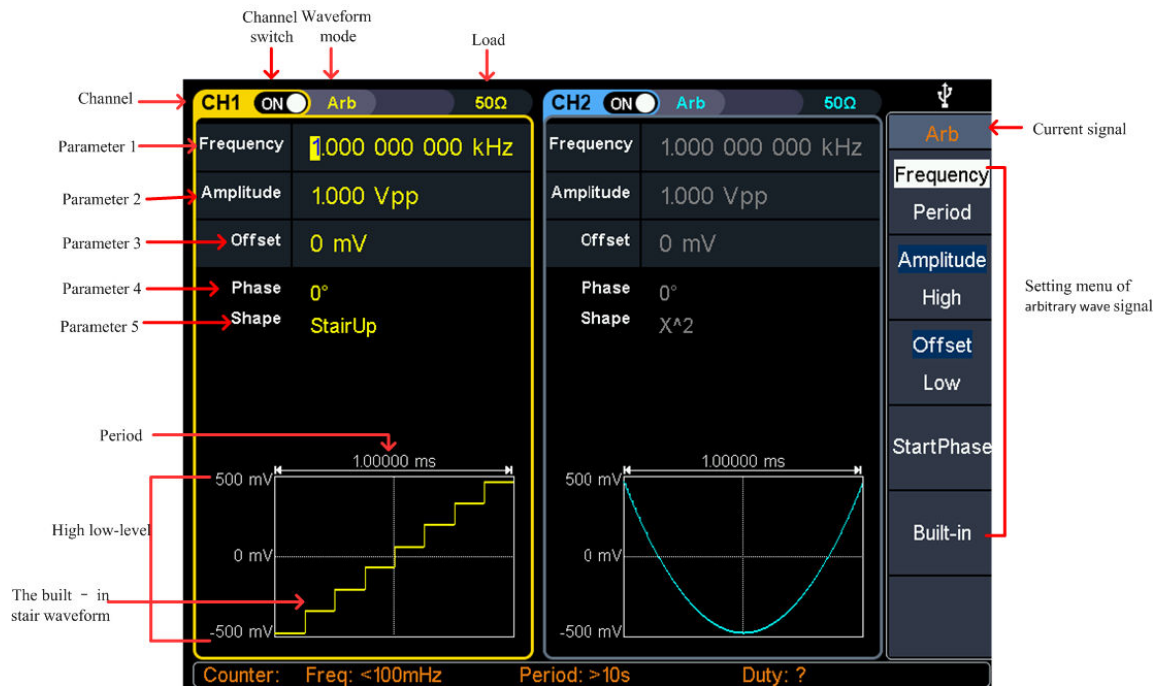 Channel switch
Waveform mode
Load
Channel
CH1 ON Arb 50Ω
CH2 ON Arb 50Ω
Arb
Current signal
Parameter 1
Frequency 1.000 000 000 kHz
Frequency 1.000 000 000 kHz
Frequency
Period
Parameter 2
Amplitude 1.000 Vpp
Amplitude 1.000 Vpp
Parameter 3
Offset 0 mV
Offset 0 mV
Amplitude
High
Parameter 4
Phase 0°
Phase 0°
Setting menu of
arbitrary wave signal
Parameter 5
Shape StairUp
Shape X^2
Offset
Low
StartPhase
Built-in
Period
1.00000 ms
1.00000 ms
500 mV
500 mV
High low-level
0 mV
0 mV
The built - in
stair waveform
-500 mV
-500 mV
Counter: Freq: <100mHz Period: >10s Duty: ?